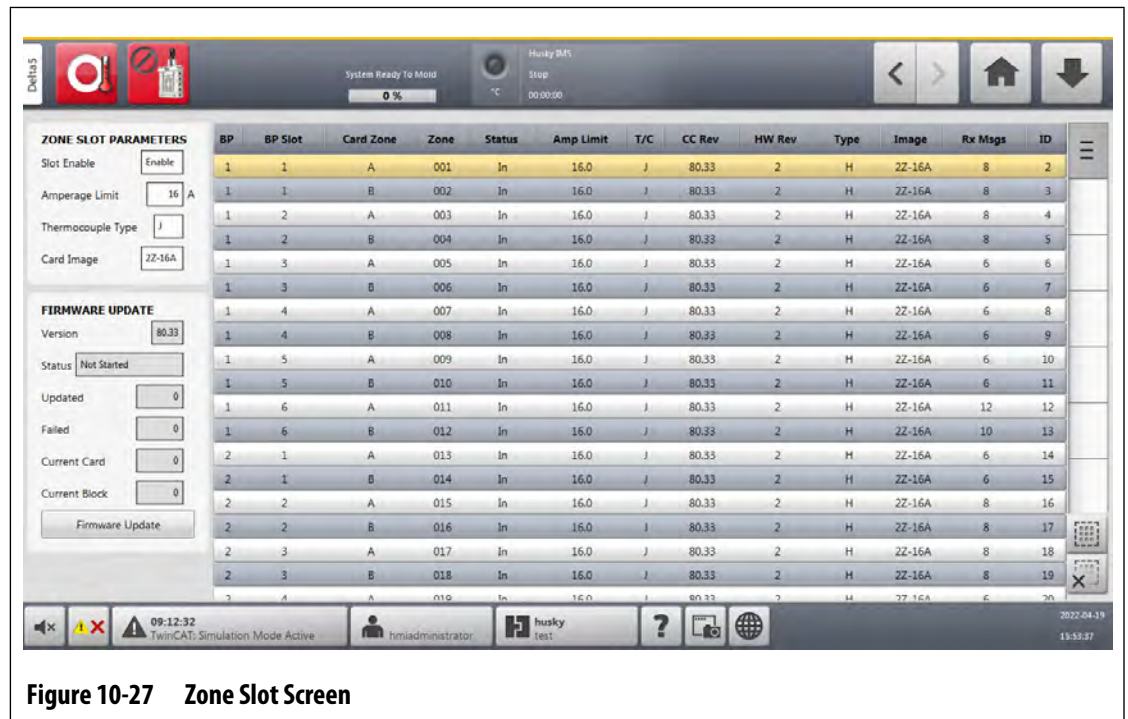 Delta5
System Ready To Mold
0 %
°C
Husky IMS
Stop
00:00:00
ZONE SLOT PARAMETERS
Slot Enable Enable
Amperage Limit 16 A
Thermocouple Type J
Card Image 2Z-16A
FIRMWARE UPDATE
Version 80.33
Status Not Started
Updated 0
Failed 0
Current Card 0
Current Block 0
Firmware Update
BP BP Slot Card Zone Zone Status Amp Limit T/C CC Rev HW Rev Type Image Rx Msgs ID
1 1 A 001 In 16.0 J 80.33 2 H 2Z-16A 8 2
1 1 B 002 In 16.0 J 80.33 2 H 2Z-16A 8 3
1 2 A 003 In 16.0 J 80.33 2 H 2Z-16A 8 4
1 2 B 004 In 16.0 J 80.33 2 H 2Z-16A 8 5
1 3 A 005 In 16.0 J 80.33 2 H 2Z-16A 6 6
1 3 B 006 In 16.0 J 80.33 2 H 2Z-16A 6 7
1 4 A 007 In 16.0 J 80.33 2 H 2Z-16A 6 8
1 4 B 008 In 16.0 J 80.33 2 H 2Z-16A 6 9
1 5 A 009 In 16.0 J 80.33 2 H 2Z-16A 6 10
1 5 B 010 In 16.0 J 80.33 2 H 2Z-16A 6 11
1 6 A 011 In 16.0 J 80.33 2 H 2Z-16A 12 12
1 6 B 012 In 16.0 J 80.33 2 H 2Z-16A 10 13
2 1 A 013 In 16.0 J 80.33 2 H 2Z-16A 6 14
2 1 B 014 In 16.0 J 80.33 2 H 2Z-16A 6 15
2 2 A 015 In 16.0 J 80.33 2 H 2Z-16A 8 16
2 2 B 016 In 16.0 J 80.33 2 H 2Z-16A 8 17
2 3 A 017 In 16.0 J 80.33 2 H 2Z-16A 8 18
2 3 B 018 In 16.0 J 80.33 2 H 2Z-16A 8 19
2 4 A 019 In 16.0 J 80.33 2 H 2Z-16A 6 20
09:12:32
TwinCAT: Simulation Mode Active
hmiadministrator
husky
test
?
2022-04-19
15:53:37
Figure 10-27 Zone Slot Screen